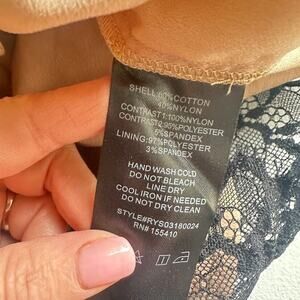 SHELL:60%COTTON
40%NYLON
CONTRAST1:100%NYLON
CONTRAST2:95%POLYESTER
5%SPANDEX
LINING:97%POLYESTER
3%SPANDEX
HAND WASH COLD
DO NOT BLEACH
LINE DRY
COOL IRON IF NEEDED
DO NOT DRY CLEAN
STYLE#RYS03180024
RN# 155410